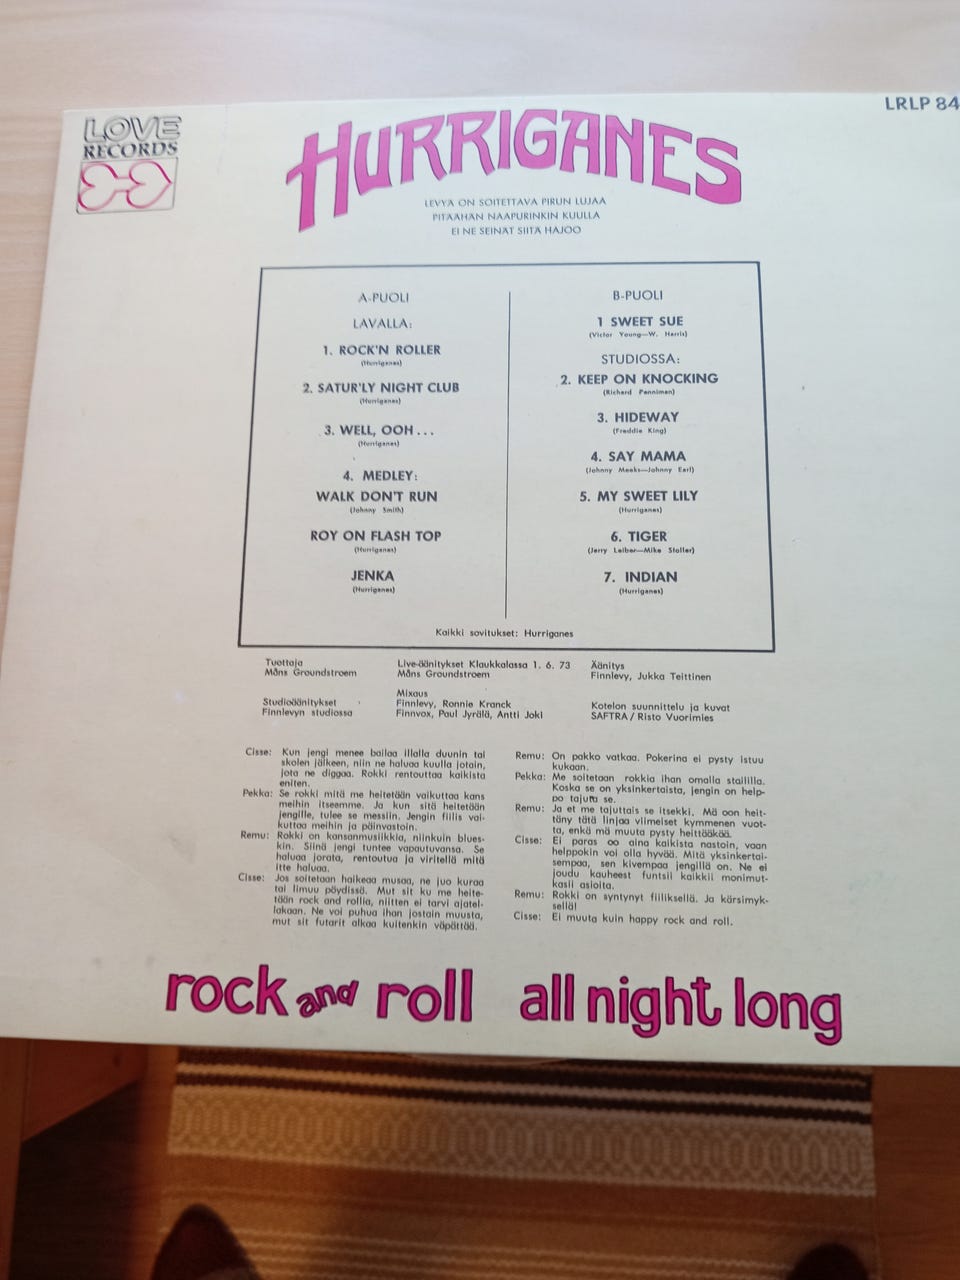 LOVE
RECORDS
LRLP 84
HURRIGANES
LEVYÄ ON SOITETTAVA PIRUN LUJAA
PITÄÄHÄN NAAPURINKIN KUULLA
EI NE SEINÄT SIITÄ HAJOO
A-PUOLI
LAVALLA:
1. ROCK'N ROLLER
(Hurriganes)
2. SATUR'LY NIGHT CLUB
(Hurriganes)
3. WELL, OOH . . .
(Hurriganes)
4. MEDLEY:
WALK DON'T RUN
(Johnny Smith)
ROY ON FLASH TOP
(Hurriganes)
JENKA
(Hurriganes)
B-PUOLI
1 SWEET SUE
(Victor Young—W. Harris)
STUDIOSSA:
2. KEEP ON KNOCKING
(Richard Penniman)
3. HIDEWAY
(Freddie King)
4. SAY MAMA
(Johnny Meeks—Johnny Earl)
5. MY SWEET LILY
(Hurriganes)
6. TIGER
(Jerry Leiber—Mike Stoller)
7. INDIAN
(Hurriganes)
Kaikki sovitukset: Hurriganes
Tuottaja
Måns Groundstroem
Studioäänitykset
Finnlevyn studiossa
Live-äänitykset Klaukkalassa 1. 6. 73
Måns Groundstroem
Mixaus
Finnlevy, Ronnie Kranck
Finnvox, Paul Jyrälä, Antti Joki
Äänitys
Finnlevy, Jukka Teittinen
Kotelon suunnittelu ja kuvat
SAFTRA / Risto Vuorimies
Cisse: Kun jengi menee bailaa illalla duunin tai
skolen jälkeen, niin ne haluaa kuulla jotain,
jota ne diggaa. Rokki rentouttaa kaikista
eniten.
Pekka: Se rokki mitä me heitetään vaikuttaa kans
meihin itseemme. Ja kun sitä heitetään
jengille, tulee se messiin. Jengin fiilis vai-
kuttaa meihin ja päinvastoin.
Remu: Rokki on kansanmusiikkia, niinkuin blues-
kin. Siinä jengi tuntee vapautuvansa. Se
haluaa jorata, rentoutua ja viritellä mitä
itte haluaa.
Cisse: Jos soitetaan haikeaa musaa, ne juo kuraa
tai limuu pöydissä. Mut sit ku me heite-
tään rock and rollia, niitten ei tarvi ajatel-
lakaan. Ne voi puhua ihan jostain muusta,
mut sit futarit alkaa kuitenkin väpättää.
Remu: On pakko vatkaa. Pokerina ei pysty istuu
kukaan.
Pekka: Me soitetaan rokkia ihan omalla staililla.
Koska se on yksinkertaista, jengin on help-
po tajuta se.
Remu: Ja et me tajuttais se itsekki. Mä oon heit-
täny tätä linjaa viimeiset kymmenen vuot-
ta, enkä mä muuta pysty heittääkää.
Cisse: Ei paras oo aina kaikista nastoin, vaan
helppokin voi olla hyvää. Mitä yksinkertai-
sempaa, sen kivempaa jengillä on. Ne ei
joudu kauheest funtsii kaikkii monimut-
kasii asioita.
Remu: Rokki on syntynyt fiiliksellä. Ja kärsimyk-
sellä!
Cisse: Ei muuta kuin happy rock and roll.
rock and roll all night long